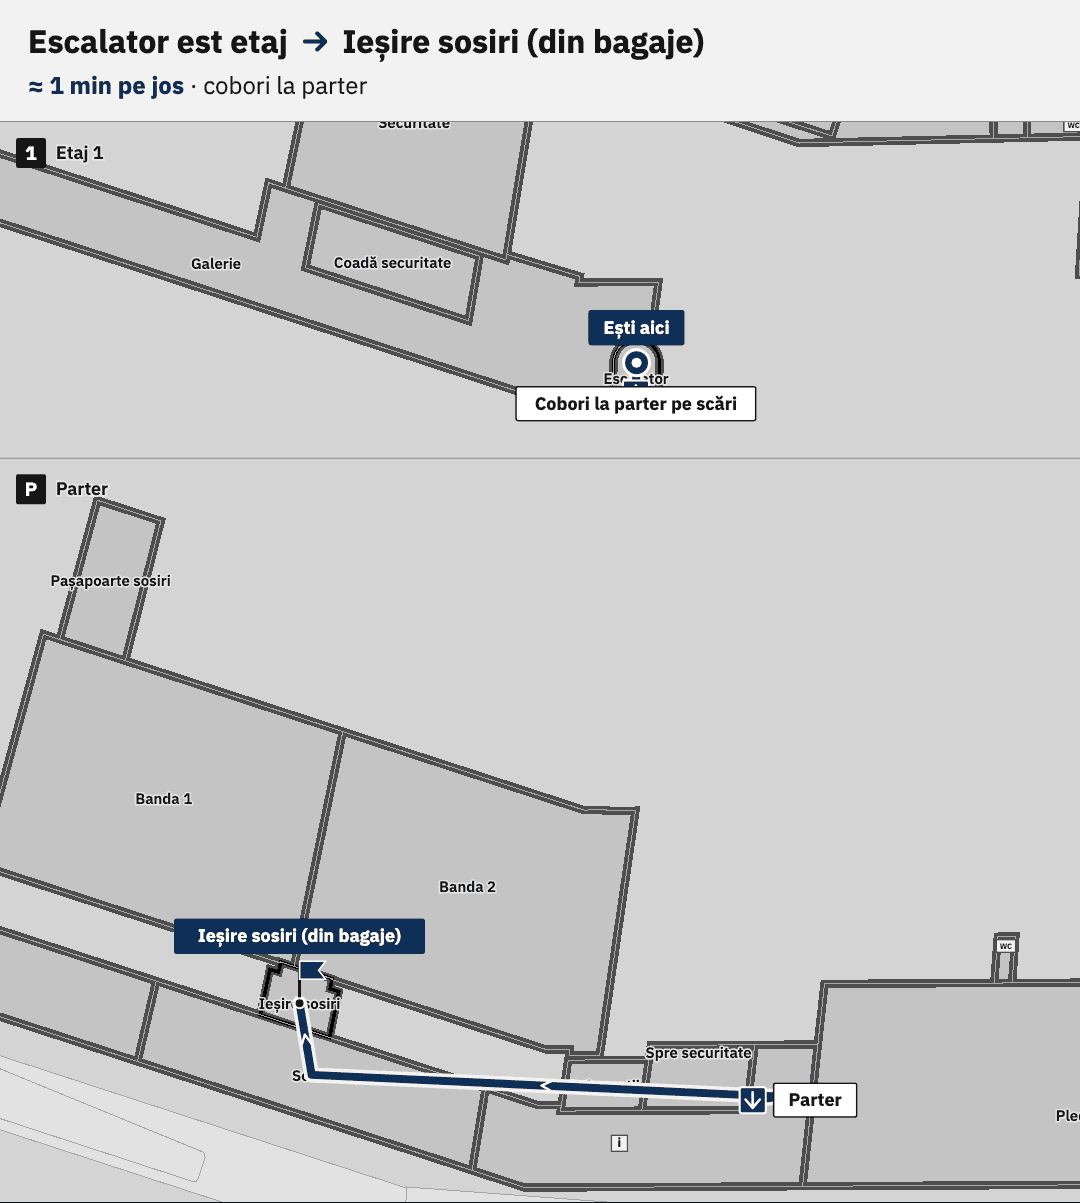 Escalator est etaj → Ieșire sosiri (din bagaje)
≈ 1 min pe jos · cobori la parter
Securitate
wc
1 Etaj 1
Galerie
Coadă securitate
Ești aici
Cobori la parter pe scări
P Parter
Pașapoarte sosiri
Banda 1
Banda 2
Ieșire sosiri (din bagaje)
wc
Ieșire sosiri
Spre securitate
Parter
i